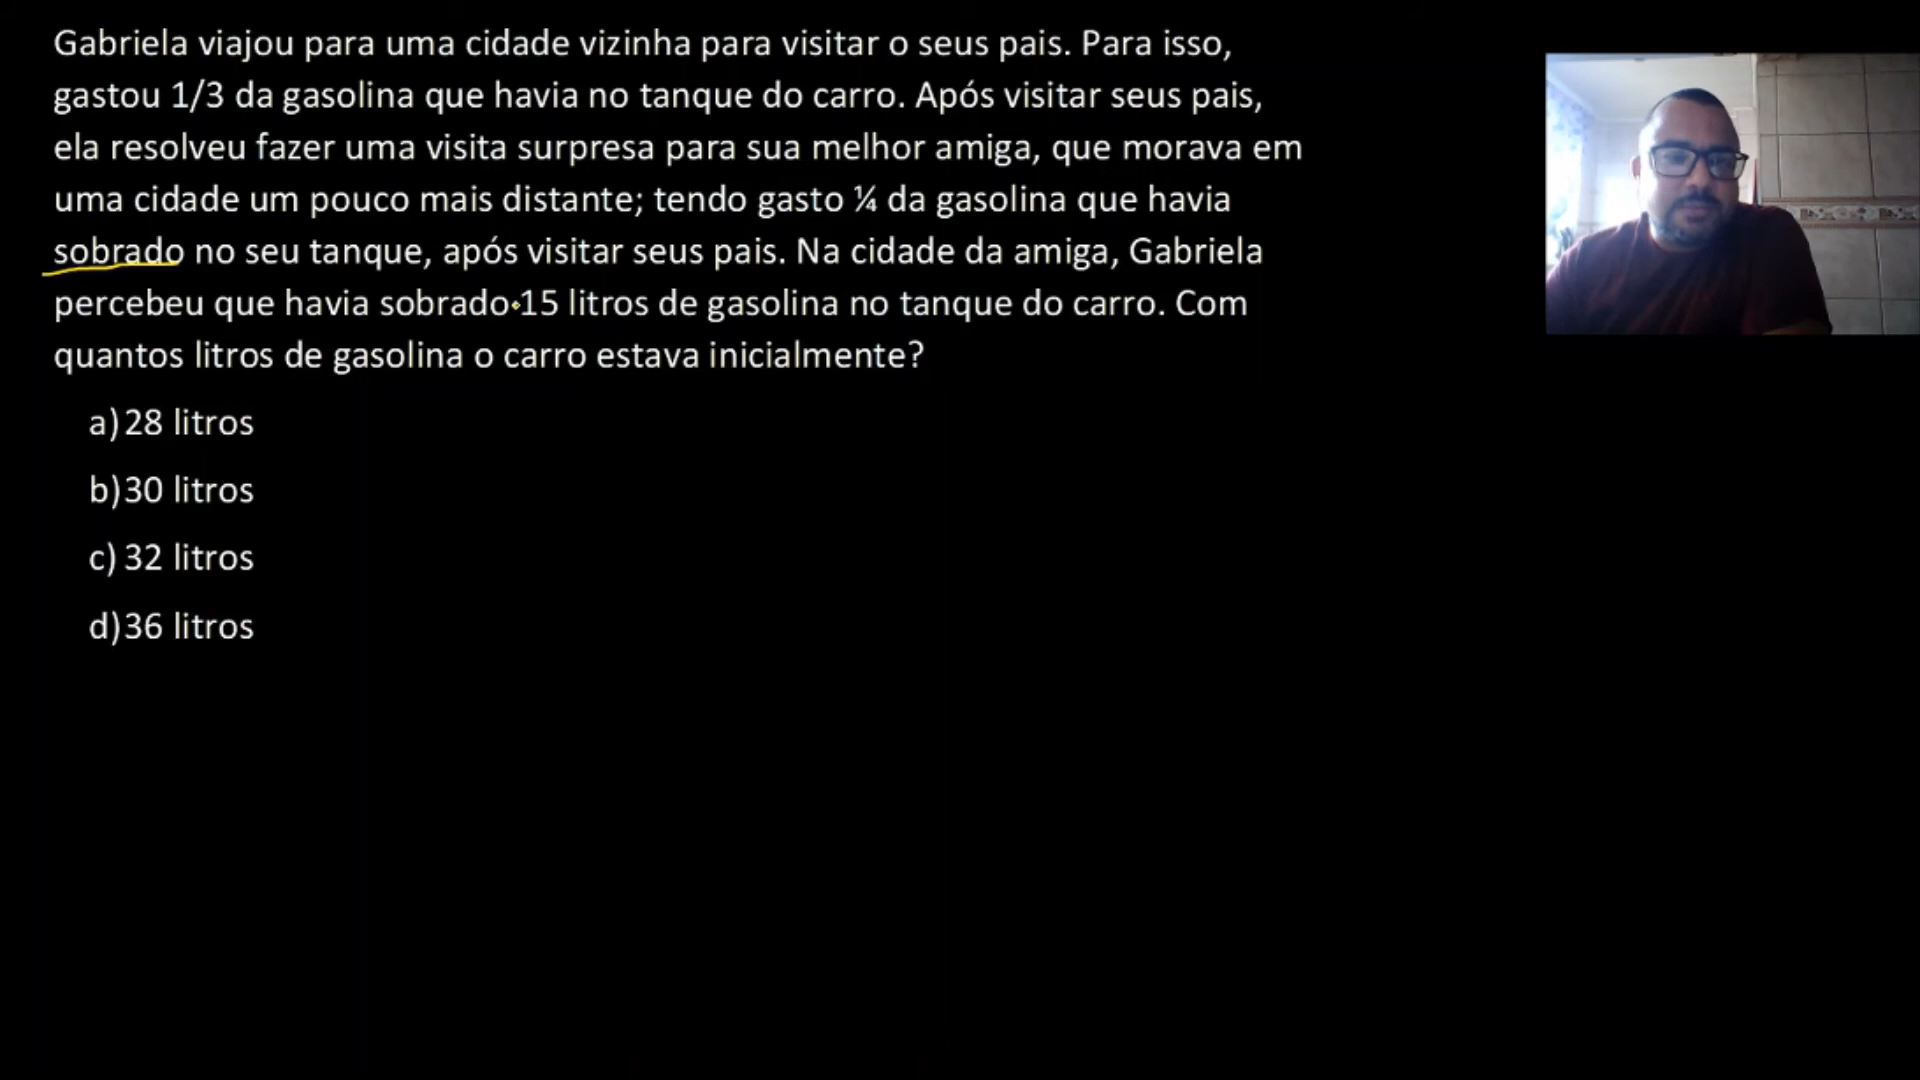 Gabriela viajou para uma cidade vizinha para visitar o seus pais. Para isso,
gastou 1/3 da gasolina que havia no tanque do carro. Após visitar seus pais,
ela resolveu fazer uma visita surpresa para sua melhor amiga, que morava em
uma cidade um pouco mais distante; tendo gasto ¼ da gasolina que havia
sobrado no seu tanque, após visitar seus pais. Na cidade da amiga, Gabriela
percebeu que havia sobrado 15 litros de gasolina no tanque do carro. Com
quantos litros de gasolina o carro estava inicialmente?
a) 28 litros
b) 30 litros
c) 32 litros
d) 36 litros